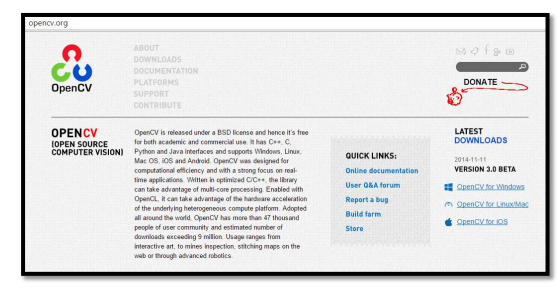 opencv.org
OpenCV
ABOUT
DOWNLOADS
DOCUMENTATION
PLATFORMS
SUPPORT
CONTRIBUTE
DONATE
OPENCV
(OPEN SOURCE
COMPUTER VISION)
OpenCV is released under a BSD license and hence it's free
for both academic and commercial use. It has C++, C,
Python and Java interfaces and supports Windows, Linux,
Mac OS, iOS and Android. OpenCV was designed for
computational efficiency and with a strong focus on real-
time applications. Written in optimized C/C++, the library
can take advantage of multi-core processing. Enabled with
OpenCL, it can take advantage of the hardware acceleration
of the underlying heterogeneous compute platform. Adopted
all around the world, OpenCV has more than 47 thousand
people of user community and estimated number of
downloads exceeding 9 million. Usage ranges from
interactive art, to mines inspection, stitching maps on the
web or through advanced robotics.
QUICK LINKS:
Online documentation
User Q&A forum
Report a bug
Build farm
Store
LATEST
DOWNLOADS
2014-11-11
VERSION 3.0 BETA
OpenCV for Windows
OpenCV for Linux/Mac
OpenCV for iOS